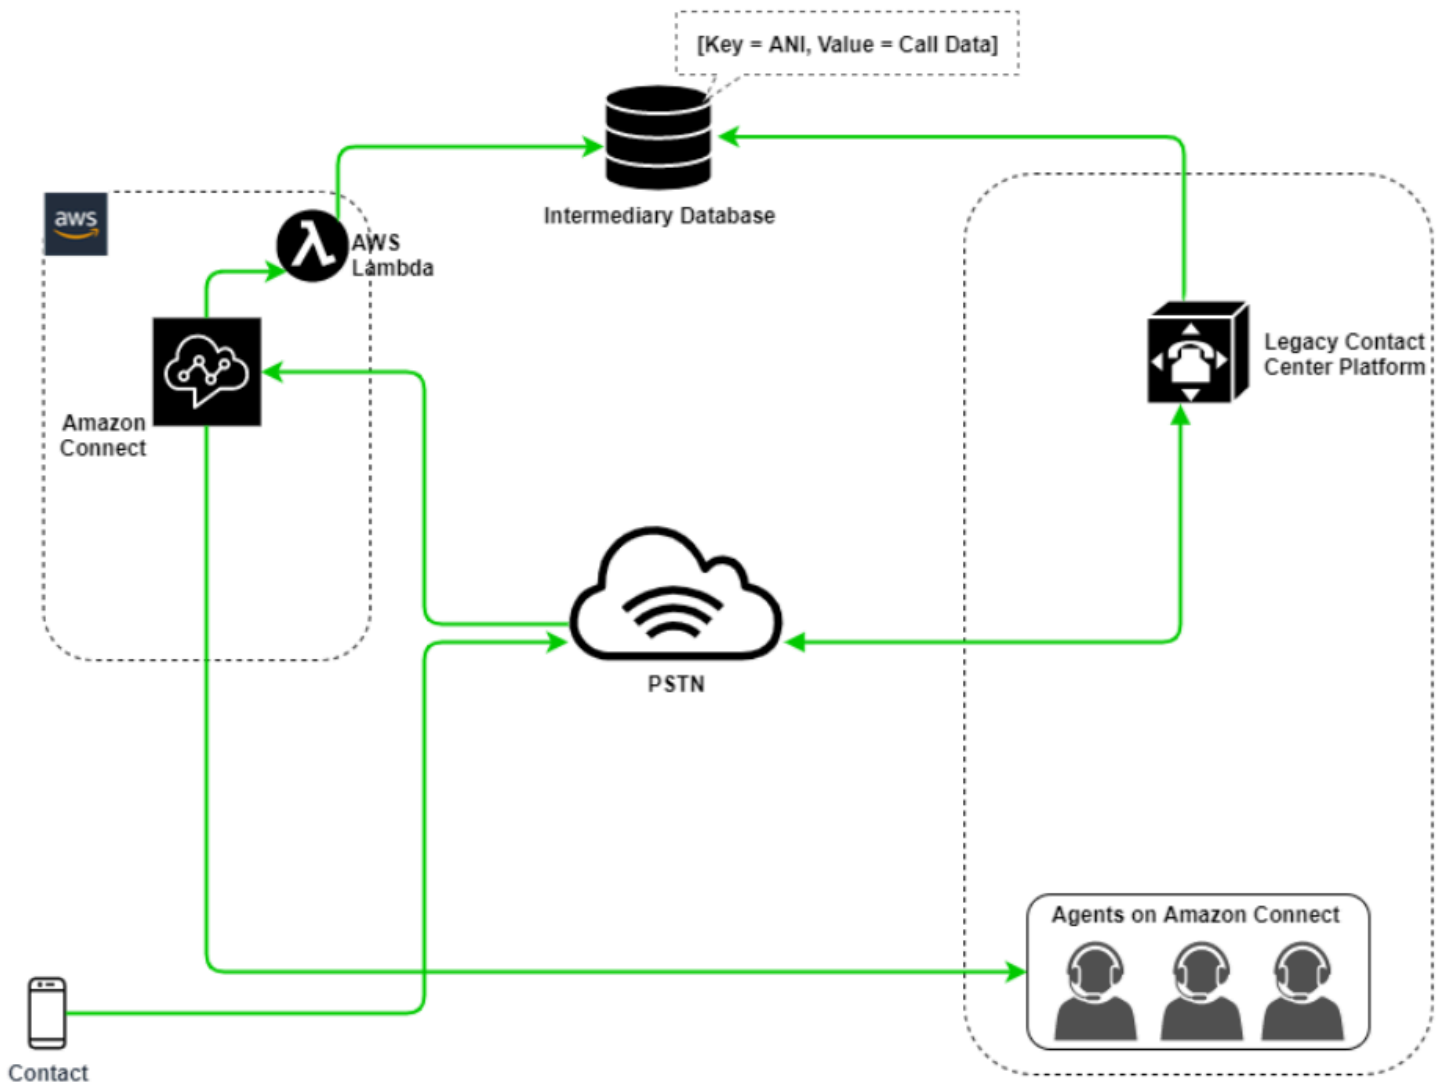 [Key = ANI, Value = Call Data]
Intermediary Database
aws
AWS
Lambda
Amazon
Connect
Legacy Contact
Center Platform
PSTN
Agents on Amazon Connect
Contact